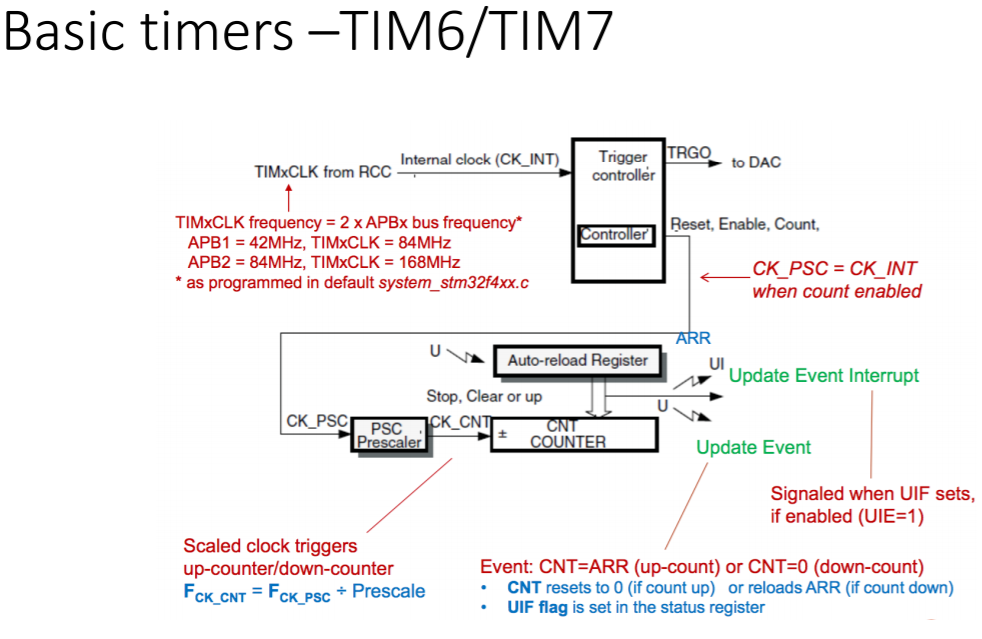 Basic timers –TIM6/TIM7
TIMxCLK from RCC
Internal clock (CK_INT)
Trigger
controller
TRGO
to DAC
TIMxCLK frequency = 2 x APBx bus frequency*
APB1 = 42MHz, TIMxCLK = 84MHz
APB2 = 84MHz, TIMxCLK = 168MHz
* as programmed in default system_stm32f4xx.c
Controller
Reset, Enable, Count,
CK_PSC = CK_INT
when count enabled
ARR
U
Auto-reload Register
UI
Update Event Interrupt
Stop, Clear or up
U
CK_PSC
PSC
Prescaler
CK_CNT
±
CNT
COUNTER
Update Event
Signaled when UIF sets,
if enabled (UIE=1)
Scaled clock triggers
up-counter/down-counter
FCK_CNT = FCK_PSC ÷ Prescale
Event: CNT=ARR (up-count) or CNT=0 (down-count)
• CNT resets to 0 (if count up) or reloads ARR (if count down)
• UIF flag is set in the status register